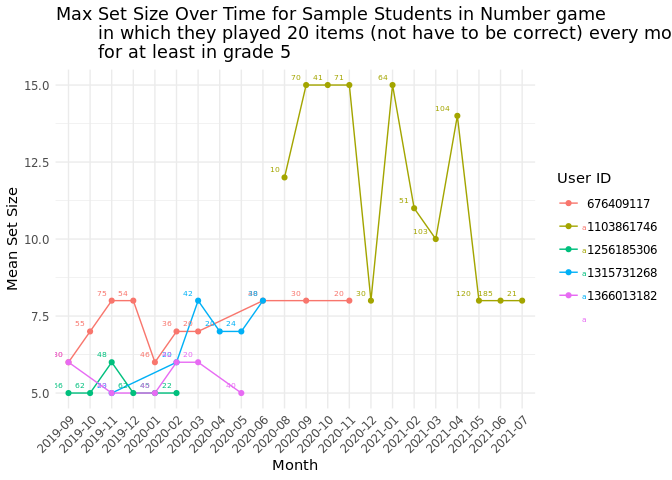 Max Set Size Over Time for Sample Students in Number game
in which they played 20 items (not have to be correct) every mo
for at least in grade 5
15.0
12.5
10.0
7.5
5.0
Mean Set Size
70 41 71 64
104
10
51
103
30 120 185 21
75 54 42 30 20
55 36 24
46 20
48
36 62 62 45 22 40
2019-09
2019-10
2019-11
2019-12
2020-01
2020-02
2020-03
2020-04
2020-05
2020-06
2020-08
2020-09
2020-10
2020-11
2020-12
2021-01
2021-02
2021-03
2021-04
2021-05
2021-06
2021-07
Month
User ID
676409117
a 1103861746
a 1256185306
a 1315731268
a 1366013182
a